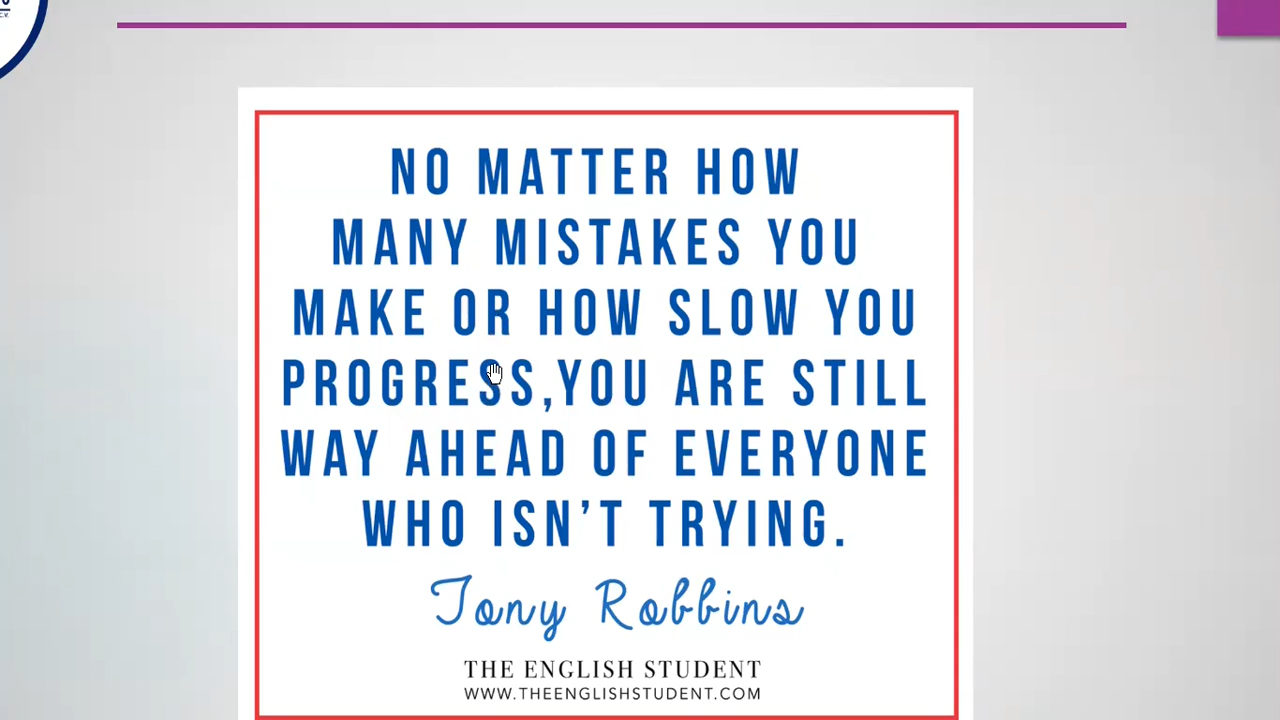 C.V.
NO MATTER HOW
MANY MISTAKES YOU
MAKE OR HOW SLOW YOU
PROGRESS,YOU ARE STILL
WAY AHEAD OF EVERYONE
WHO ISN’T TRYING.
Tony Robbins
THE ENGLISH STUDENT
WWW.THEENGLISHSTUDENT.COM